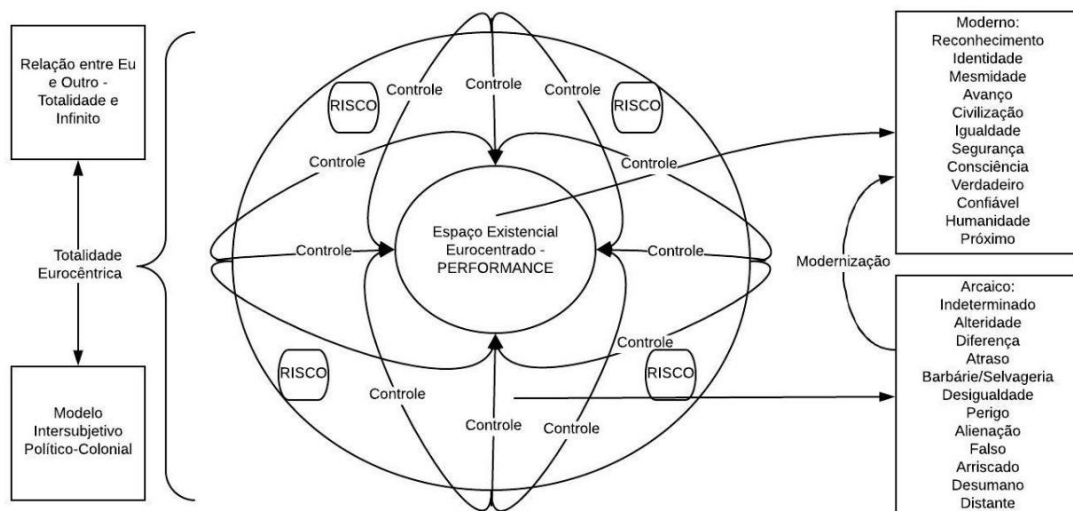 Relação entre Eu
e Outro -
Totalidade e
Infinito
Totalidade
Eurocêntrica
Modelo
Intersubjetivo
Político-Colonial
RISCO
Controle
Controle
Controle
RISCO
Controle
Controle
Espaço Existencial
Eurocentrado -
PERFORMANCE
Controle
Controle
RISCO
Controle
Controle
Controle
Controle
RISCO
Modernização
Moderno:
Reconhecimento
Identidade
Mesmidade
Avanço
Civilização
Igualdade
Segurança
Consciência
Verdadeiro
Confiável
Humanidade
Próximo
Arcaico:
Indeterminado
Alteridade
Diferença
Atraso
Barbárie/Selvageria
Desigualdade
Perigo
Alienação
Falso
Arriscado
Desumano
Distante